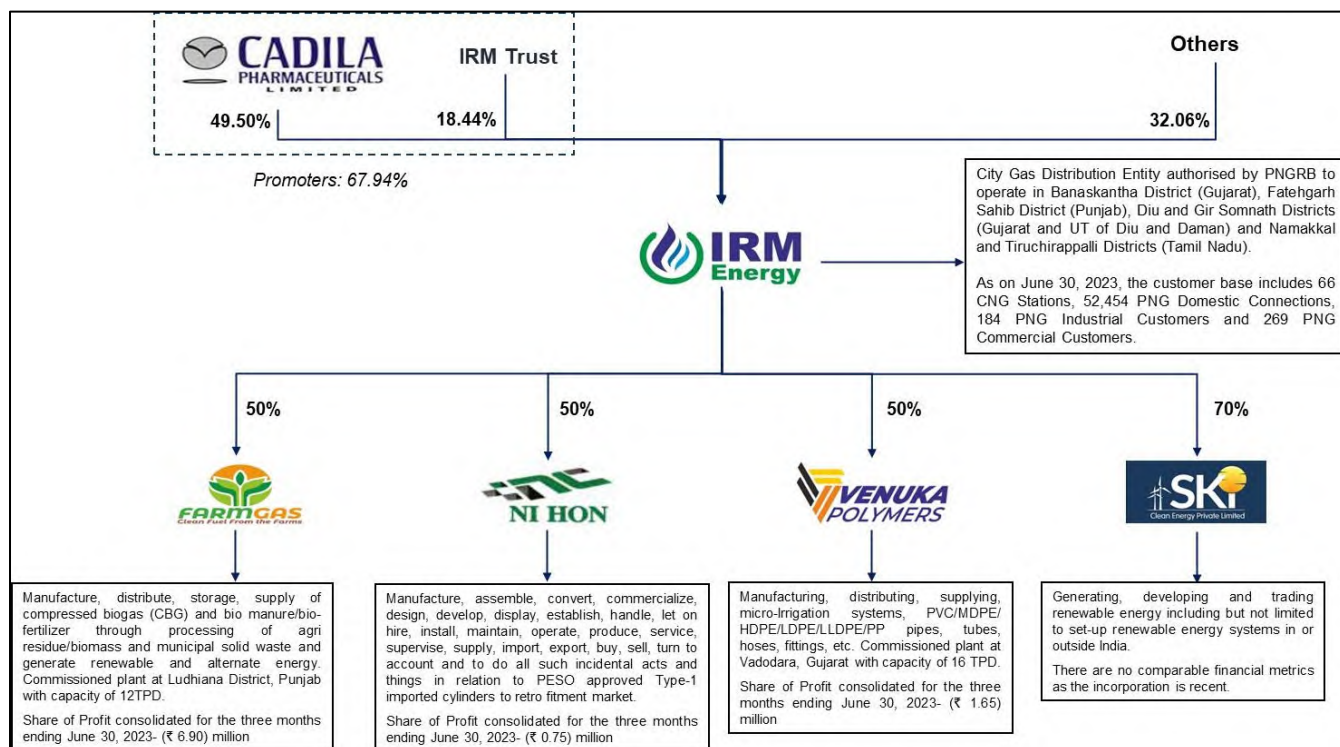 CADILA
PHARMACEUTICALS
LIMITED
IRM Trust
Others
49.50%
18.44%
32.06%
Promoters: 67.94%
IRM
Energy
City Gas Distribution Entity authorised by PNGRB to
operate in Banaskantha District (Gujarat), Fatehgarh
Sahib District (Punjab), Diu and Gir Somnath Districts
(Gujarat and UT of Diu and Daman) and Namakkal
and Tiruchirappalli Districts (Tamil Nadu).
As on June 30, 2023, the customer base includes 66
CNG Stations, 52,454 PNG Domestic Connections,
184 PNG Industrial Customers and 269 PNG
Commercial Customers.
50%
50%
50%
70%
FARMGAS
Clean Fuel From the Farms
NI HON
VENUKA
POLYMERS
SKI
Clean Energy Private Limited
Manufacture, distribute, storage, supply of
compressed biogas (CBG) and bio manure/bio-
fertilizer through processing of agri
residue/biomass and municipal solid waste and
generate renewable and alternate energy.
Commissioned plant at Ludhiana District, Punjab
with capacity of 12TPD.
Share of Profit consolidated for the three months
ending June 30, 2023- (₹ 6.90) million
Manufacture, assemble, convert, commercialize,
design, develop, display, establish, handle, let on
hire, install, maintain, operate, produce, service,
supervise, supply, import, export, buy, sell, turn to
account and to do all such incidental acts and
things in relation to PESO approved Type-1
imported cylinders to retro fitment market.
Share of Profit consolidated for the three months
ending June 30, 2023- (₹ 0.75) million
Manufacturing, distributing, supplying,
micro-Irrigation systems, PVC/MDPE/
HDPE/LDPE/LLDPE/PP pipes, tubes,
hoses, fittings, etc. Commissioned plant at
Vadodara, Gujarat with capacity of 16 TPD.
Share of Profit consolidated for the three
months ending June 30, 2023- (₹ 1.65)
million
Generating, developing and trading
renewable energy including but not limited
to set-up renewable energy systems in or
outside India.
There are no comparable financial metrics
as the incorporation is recent.